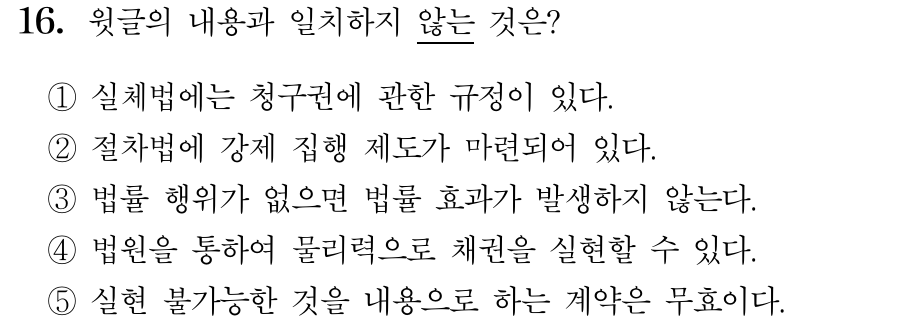 16. 윗글의 내용과 일치하지 않는 것은?
① 실체법에는 청구권에 관한 규정이 있다.
② 절차법에 강제 집행 제도가 마련되어 있다.
③ 법률 행위가 없으면 법률 효과가 발생하지 않는다.
④ 법원을 통하여 물리력으로 채권을 실현할 수 있다.
⑤ 실현 불가능한 것을 내용으로 하는 계약은 무효이다.